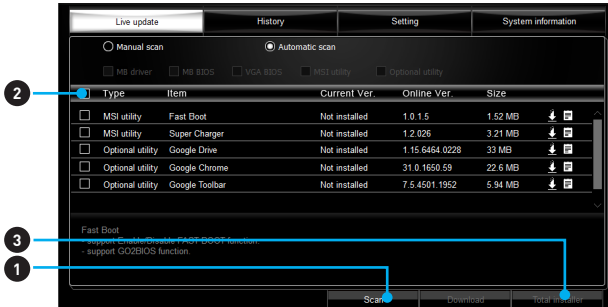 Live update History Setting System information
Manual scan Automatic scan
MB driver MB BIOS VGA BIOS MSI utility Optional utility
2
Type Item Current Ver. Online Ver. Size
MSI utility Fast Boot Not installed 1.0.1.5 1.52 MB
MSI utility Super Charger Not installed 1.2.026 3.21 MB
Optional utility Google Drive Not installed 1.15.6464.0228 33 MB
Optional utility Google Chrome Not installed 31.0.1650.59 22.6 MB
Optional utility Google Toolbar Not installed 7.5.4501.1952 5.94 MB
Fast Boot
- support Enable/Disable FAST BOOT function.
3
- support GO2BIOS function.
1
Scan Download Total Installer